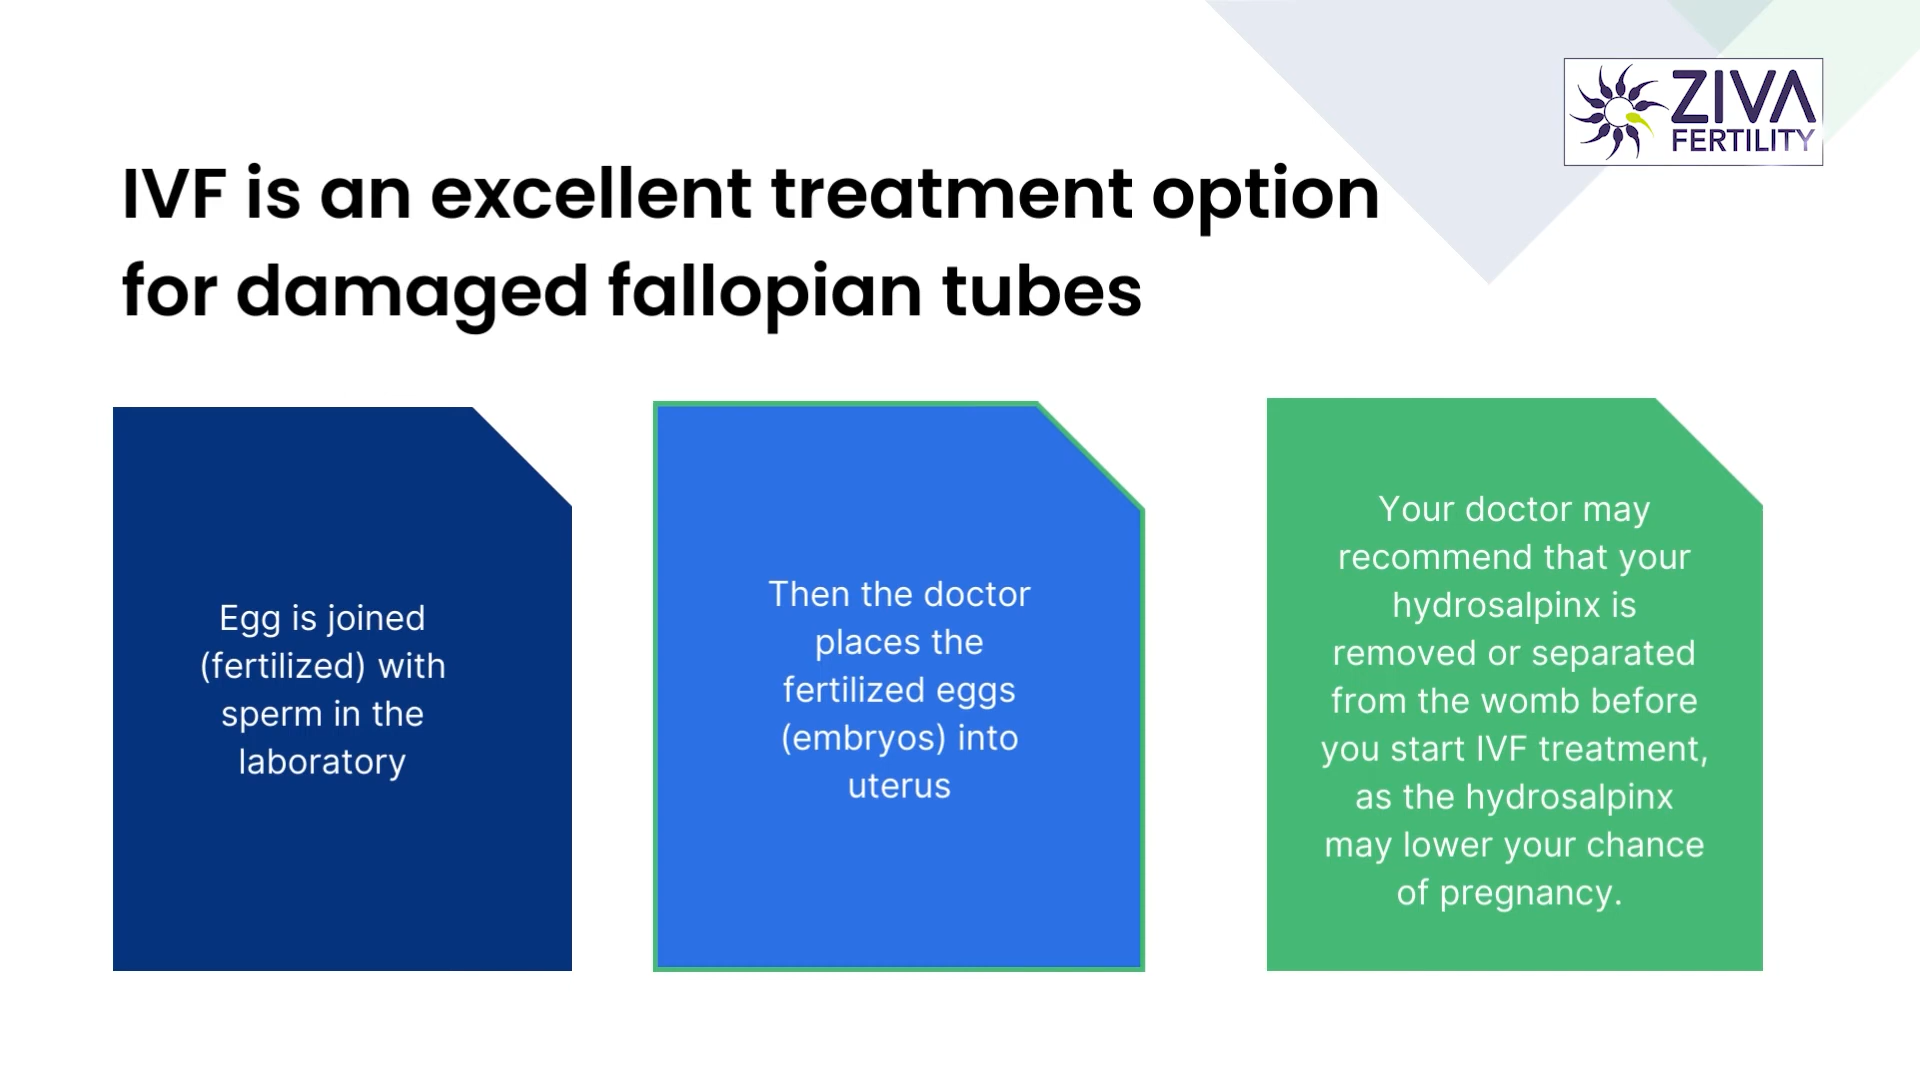 ZIVA
FERTILITY
IVF is an excellent treatment option
for damaged fallopian tubes
Egg is joined
(fertilized) with
sperm in the
laboratory
Then the doctor
places the
fertilized eggs
(embryos) into
uterus
Your doctor may
recommend that your
hydrosalpinx is
removed or separated
from the womb before
you start IVF treatment,
as the hydrosalpinx
may lower your chance
of pregnancy.